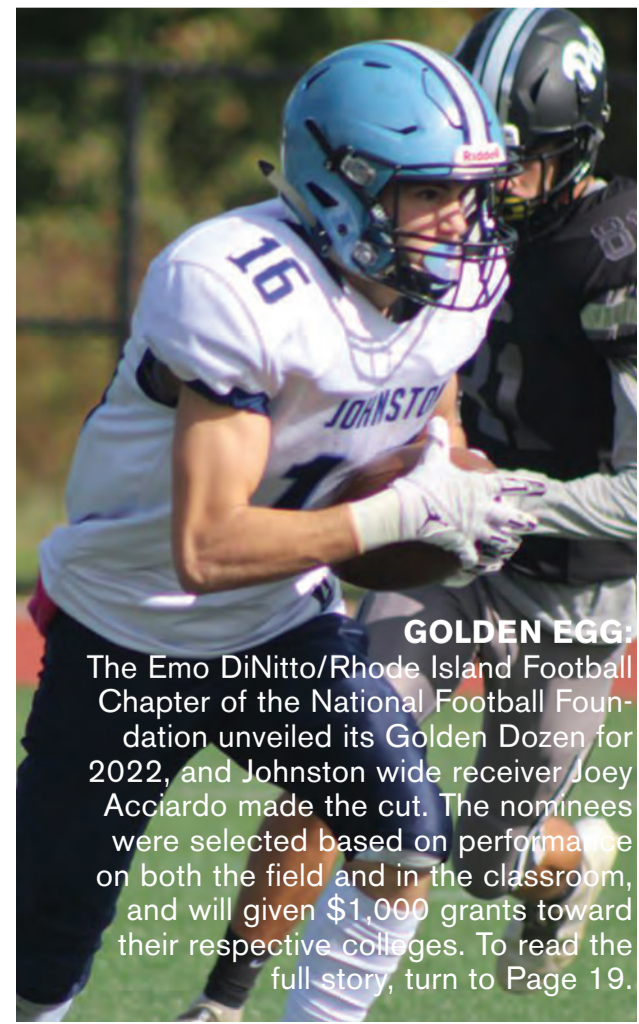 Riddell
16
JOHNSTO
GOLDEN EGG:
The Emo DiNitto/Rhode Island Football
Chapter of the National Football Foun-
dation unveiled its Golden Dozen for
2022, and Johnston wide receiver Joey
Acciardo made the cut. The nominees
were selected based on performance
on both the field and in the classroom,
and will given $1,000 grants toward
their respective colleges. To read the
full story, turn to Page 19.